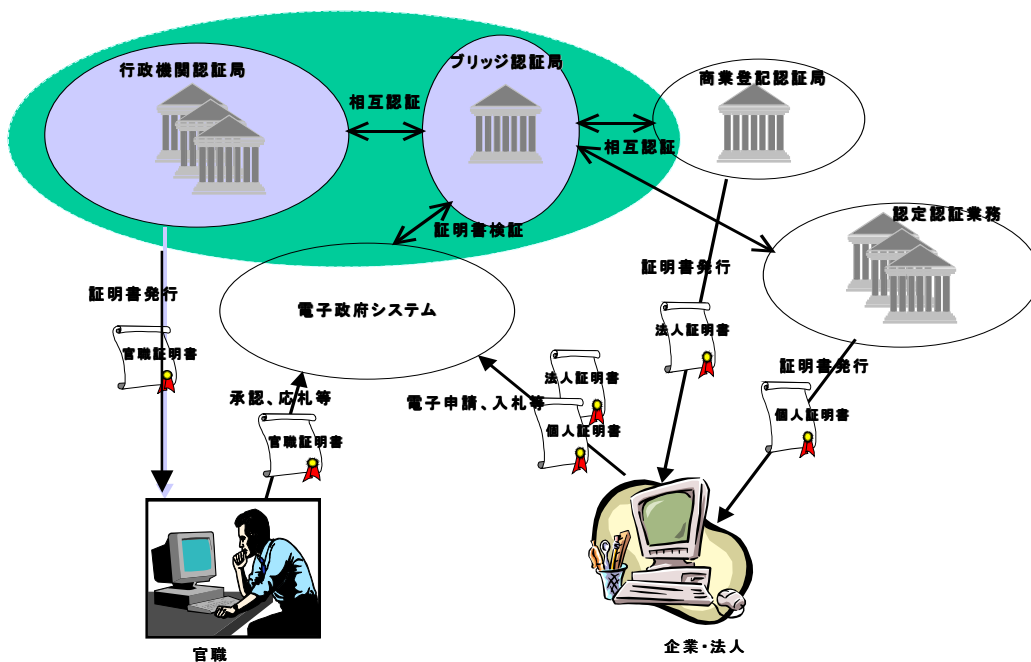 行政機関認証局
ブリッジ認証局
商業登記認証局
相互認証
相互認証
認定認証業務
証明書検証
証明書発行
証明書発行
電子政府システム
法人証明書
官職証明書
証明書発行
法人証明書
承認、応札等
電子申請、入札等
個人証明書
官職証明書
個人証明書
官職
企業・法人